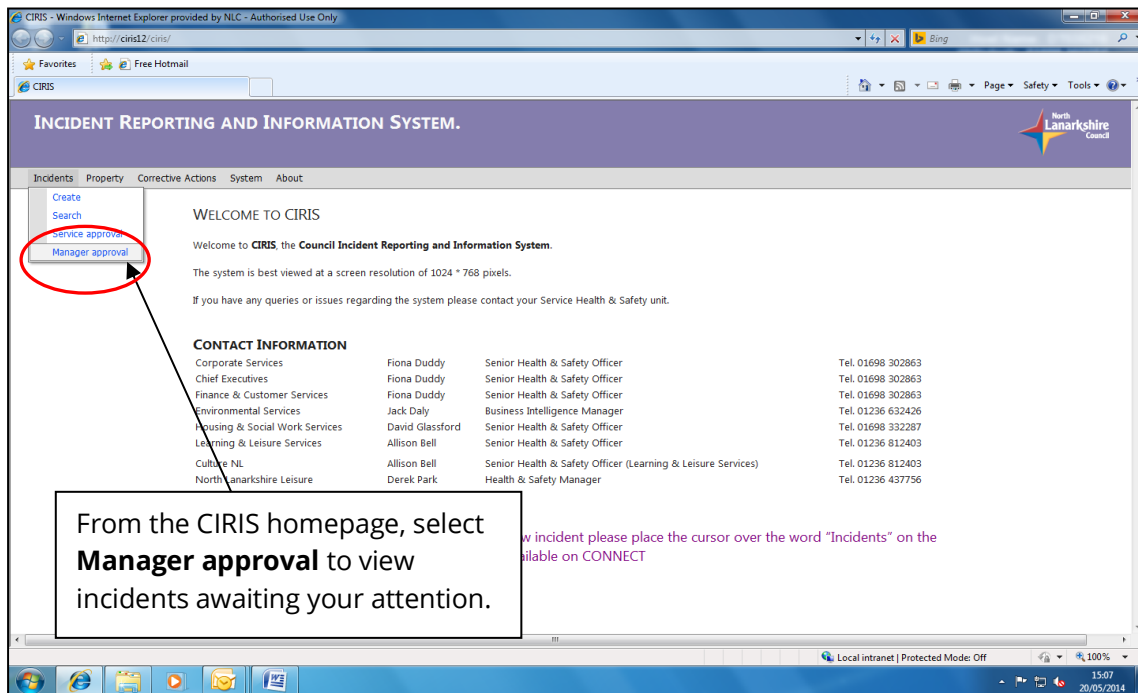 CIRIS - Windows Internet Explorer provided by NLC - Authorised Use Only
http://ciris12/ciris/
Bing
Favorites
Free Hotmail
CIRIS
Page
Safety
Tools
INCIDENT REPORTING AND INFORMATION SYSTEM.
North
Lanarkshire
Council
Incidents Property Corrective Actions System About
Create
Search
Service approval
Manager approval
WELCOME TO CIRIS
Welcome to CIRIS, the Council Incident Reporting and Information System.
The system is best viewed at a screen resolution of 1024 * 768 pixels.
If you have any queries or issues regarding the system please contact your Service Health & Safety unit.
CONTACT INFORMATION
Corporate Services Fiona Duddy Senior Health & Safety Officer Tel. 01698 302863
Chief Executives Fiona Duddy Senior Health & Safety Officer Tel. 01698 302863
Finance & Customer Services Fiona Duddy Senior Health & Safety Officer Tel. 01698 302863
Environmental Services Jack Daly Business Intelligence Manager Tel. 01236 632426
Housing & Social Work Services David Glassford Senior Health & Safety Officer Tel. 01698 332287
Learning & Leisure Services Allison Bell Senior Health & Safety Officer Tel. 01236 812403
Culture NL Allison Bell Senior Health & Safety Officer (Learning & Leisure Services) Tel. 01236 812403
North Lanarkshire Leisure Derek Park Health & Safety Manager Tel. 01236 437756
From the CIRIS homepage, select
Manager approval to view
incidents awaiting your attention.
incident please place the cursor over the word "Incidents" on the
on CONNECT
Local intranet | Protected Mode: Off
100%
15:07
20/05/2014